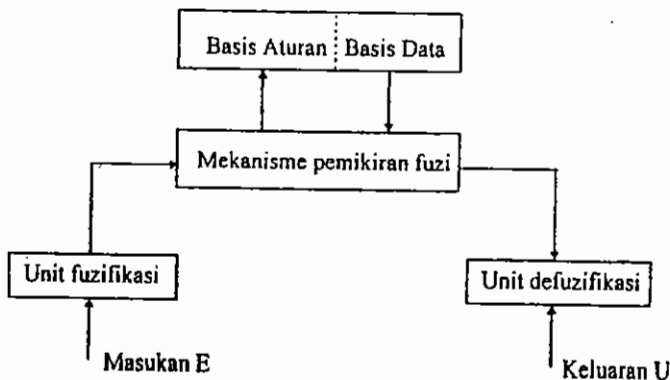 Basis Aturan Basis Data
Mekanisme pemikiran fuzi
Unit fuzifikasi
Unit defuzifikasi
Masukan E
Keluaran U